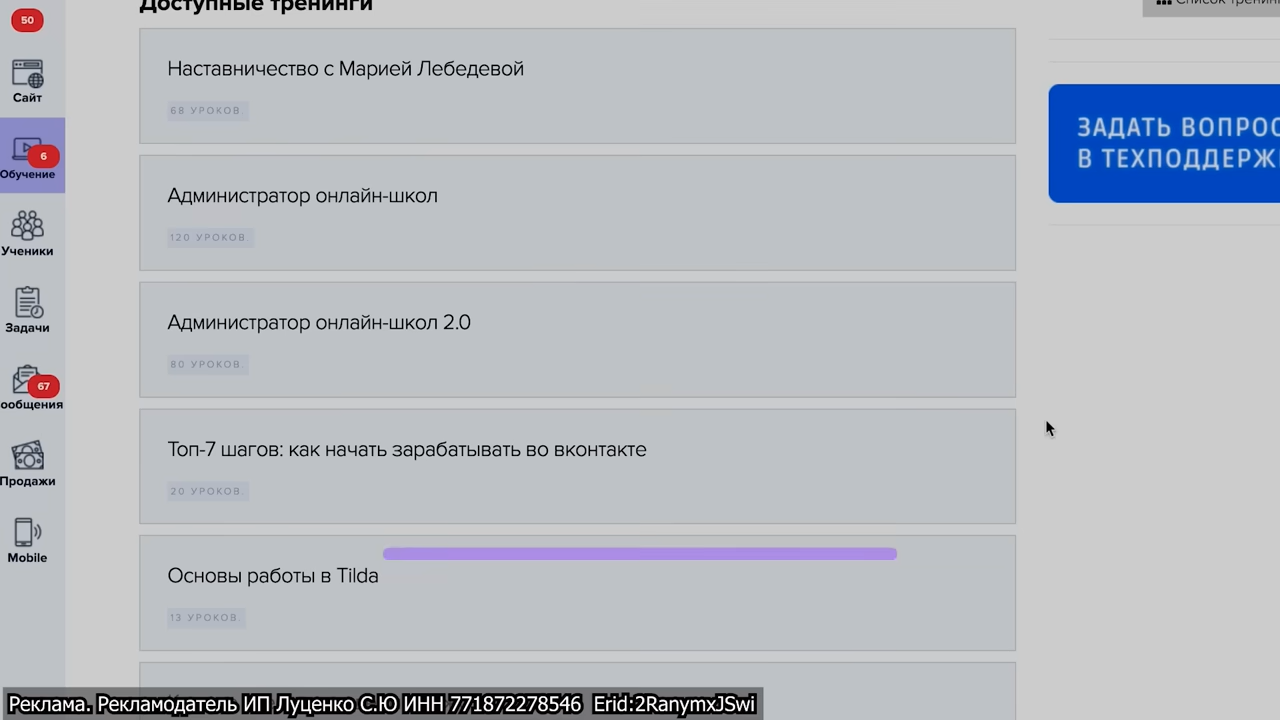 Доступные тренинги
50
Сайт
6
Обучение
Ученики
Задачи
67
ообщения
Продажи
Mobile
Наставничество с Марией Лебедевой
68 УРОКОВ.
Администратор онлайн-школ
120 УРОКОВ.
Администратор онлайн-школ 2.0
80 УРОКОВ.
Топ-7 шагов: как начать зарабатывать во вконтакте
20 УРОКОВ.
Основы работы в Tilda
13 УРОКОВ.
Список тренин
ЗАДАТЬ ВОПРОС
В ТЕХПОДДЕРЖ
Реклама. Рекламодатель ИП Луценко С.Ю ИНН 771872278546 Erid:2RanymxJSwi